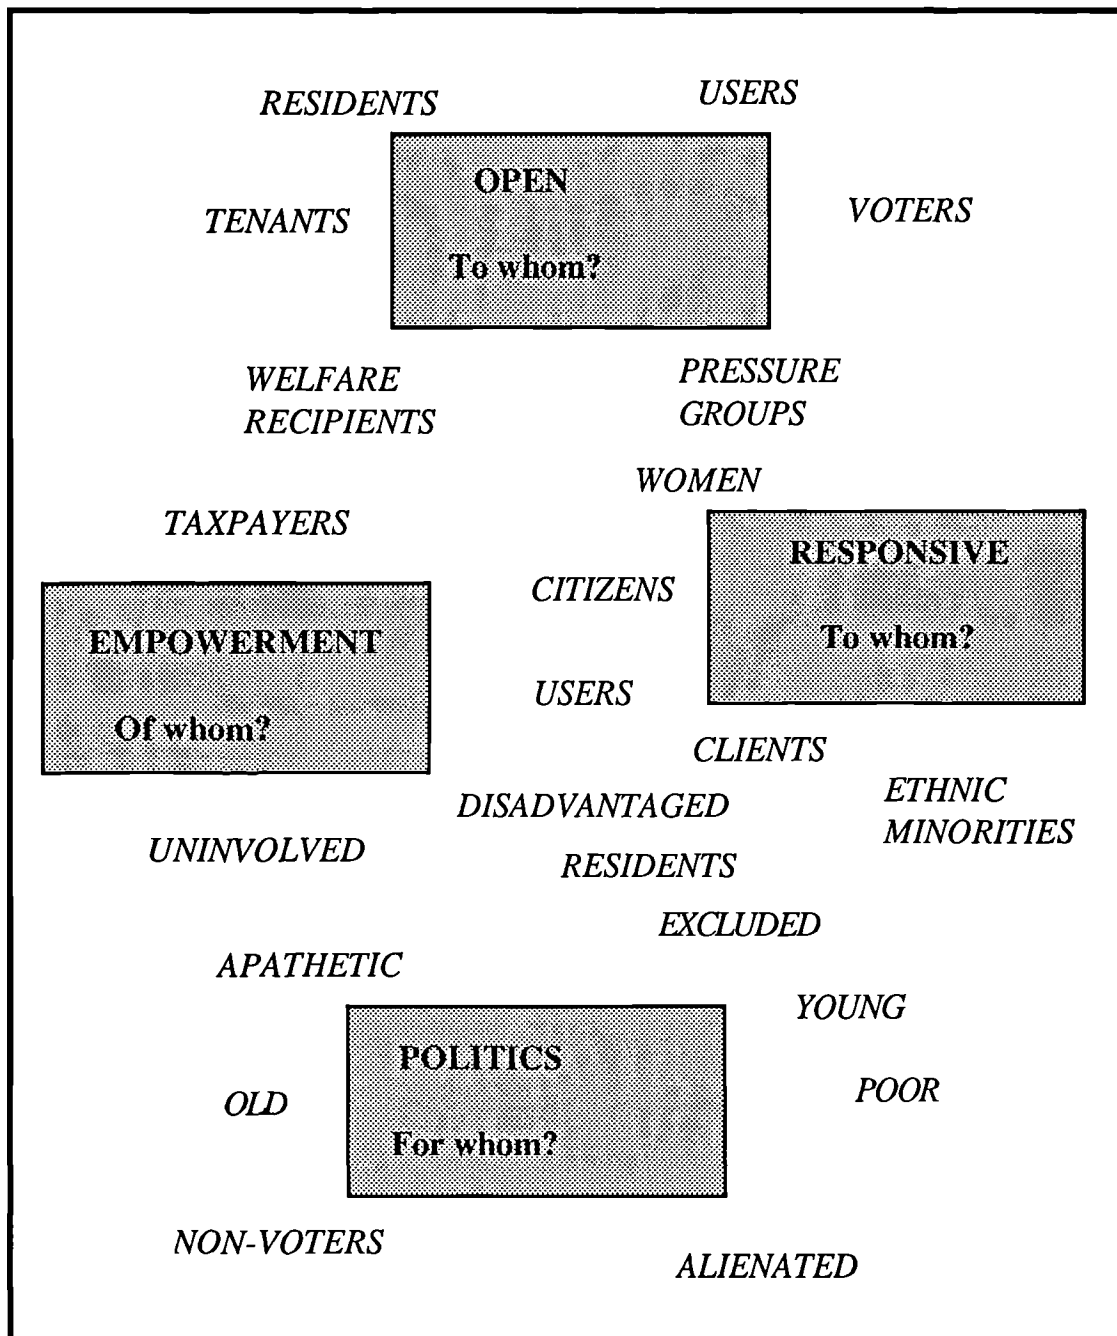 RESIDENTS
USERS
OPEN
To whom?
TENANTS
VOTERS
WELFARE
RECIPIENTS
PRESSURE
GROUPS
WOMEN
TAXPAYERS
RESPONSIVE
To whom?
CITIZENS
EMPOWERMENT
Of whom?
USERS
CLIENTS
DISADVANTAGED
ETHNIC
MINORITIES
UNINVOLVED
RESIDENTS
EXCLUDED
APATHETIC
YOUNG
POLITICS
For whom?
OLD
POOR
NON-VOTERS
ALIENATED